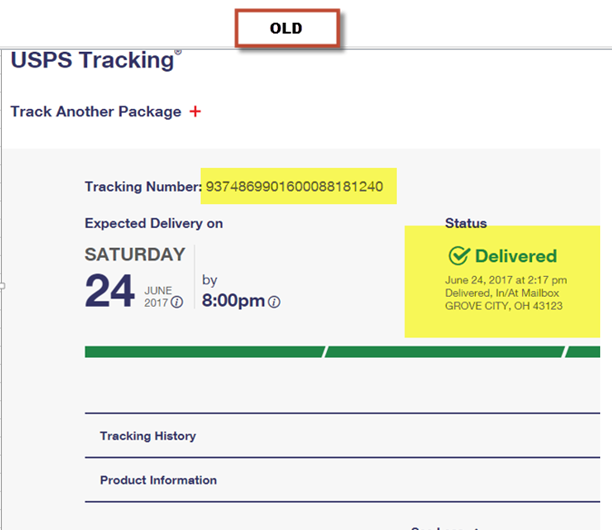 OLD
USPS Tracking®
Track Another Package +
Tracking Number: 9374869901600088181240
Expected Delivery on
Status
SATURDAY
24 JUNE 2017 by 8:00pm
Delivered
June 24, 2017 at 2:17 pm
Delivered, In/At Mailbox
GROVE CITY, OH 43123
Tracking History
Product Information